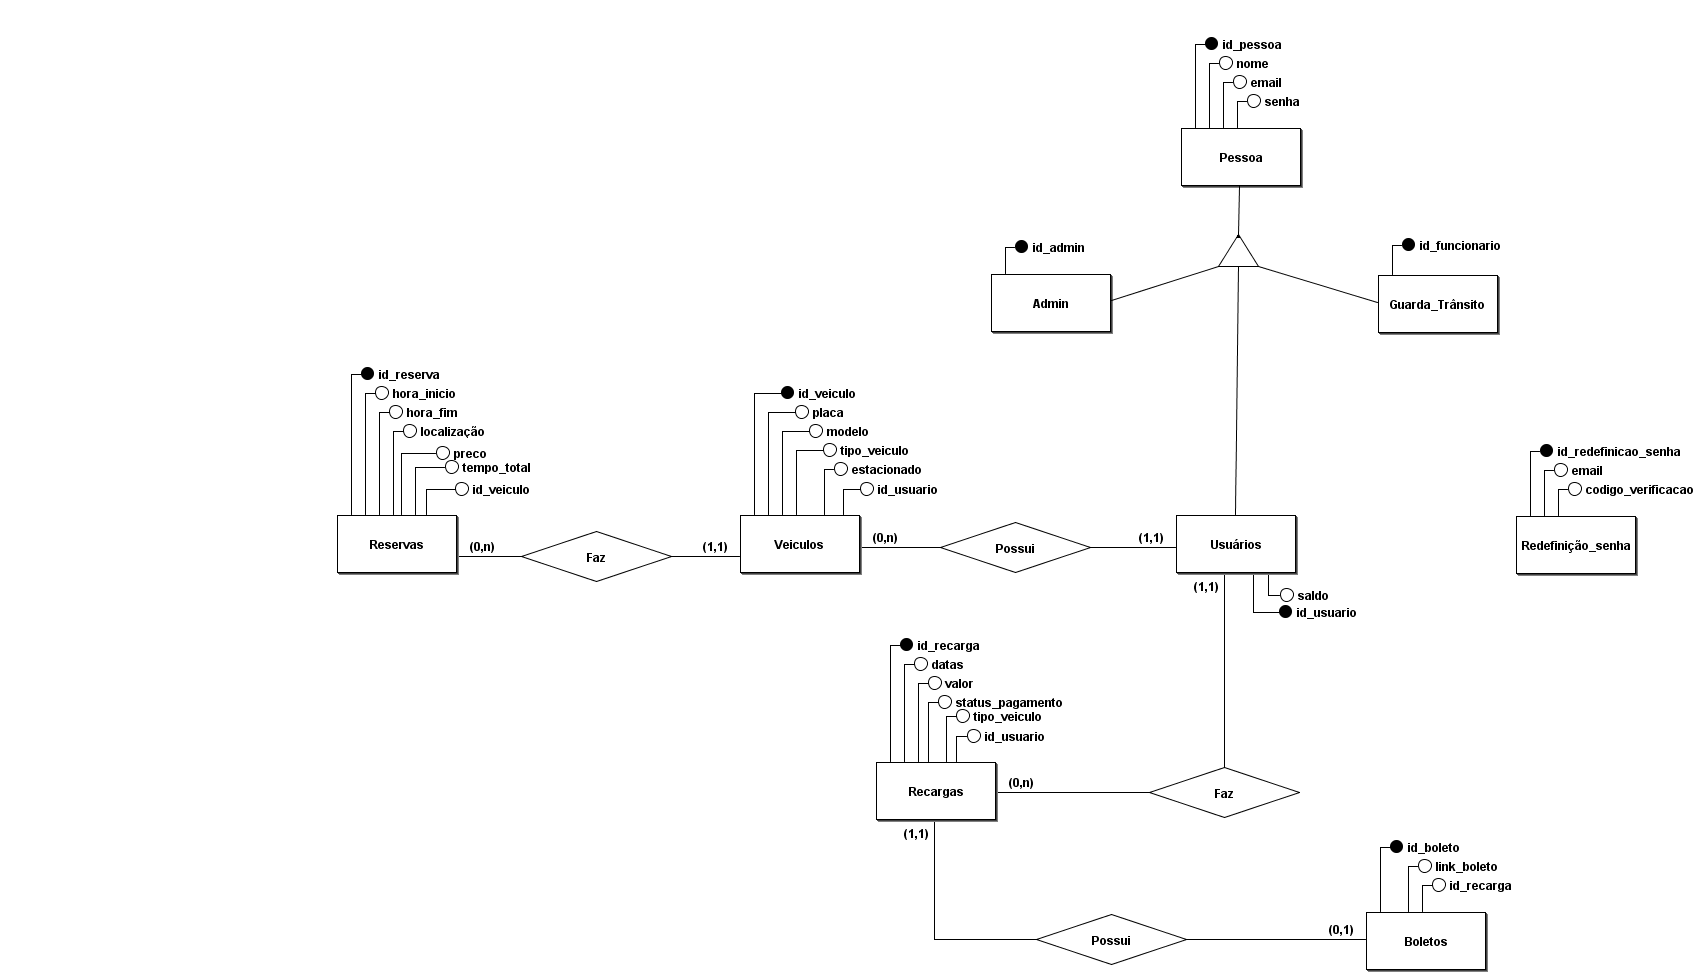 id_pessoa
nome
email
senha
Pessoa
id_admin
Admin
id_funcionário
Guarda_Trânsito
id_reserva
hora_inicio
hora_fim
localização
preco
tempo_total
id_veiculo
Reservas
(0,n)
Faz
(1,1)
id_veiculo
placa
modelo
tipo_veiculo
estacionado
id_usuario
Veiculos
(0,n)
Possui
(1,1)
Usuários
(1,1)
saldo
id_usuario
id_redefinicao_senha
email
codigo_verificacao
Redefinição_senha
id_recarga
datas
valor
status_pagamento
tipo_veiculo
id_usuario
Recargas
(0,n)
Faz
(1,1)
Possui
(0,1)
id_boleto
link_boleto
id_recarga
Boletos